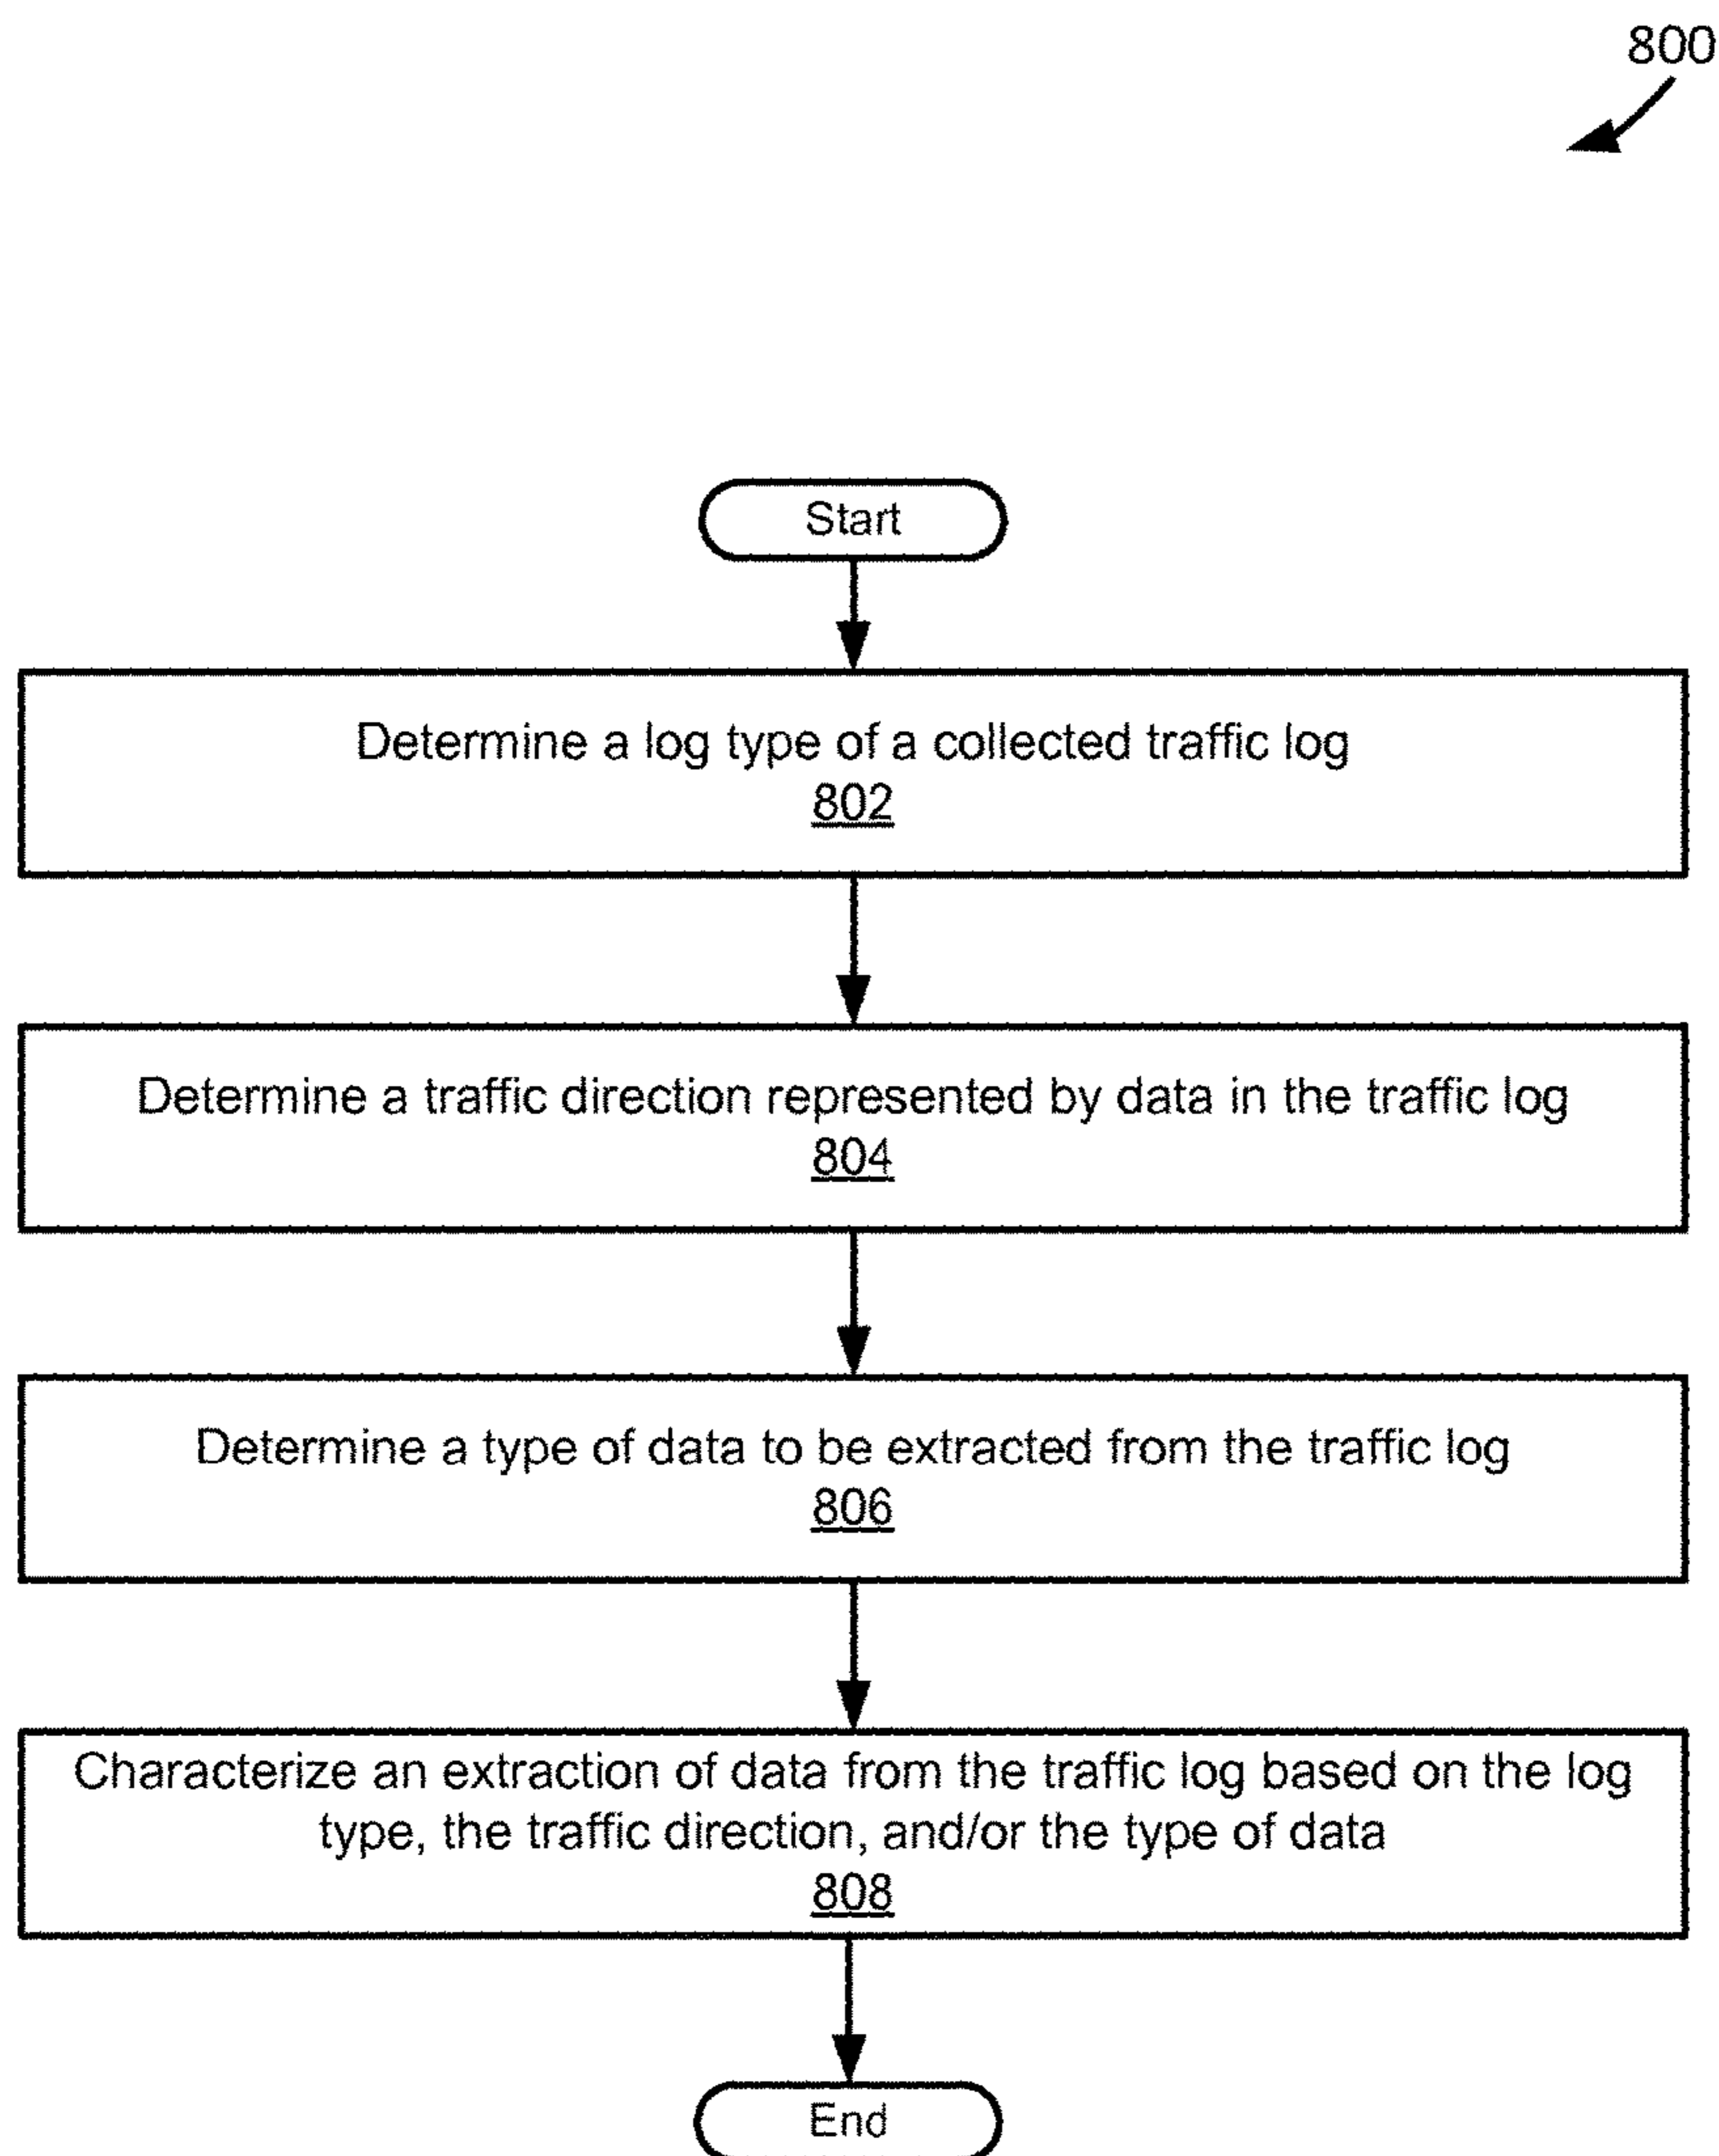 800
Start
Determine a log type of a collected traffic log
802
Determine a traffic direction represented by data in the traffic log
804
Determine a type of data to be extracted from the traffic log
806
Characterize an extraction of data from the traffic log based on the log
type, the traffic direction, and/or the type of data
808
End